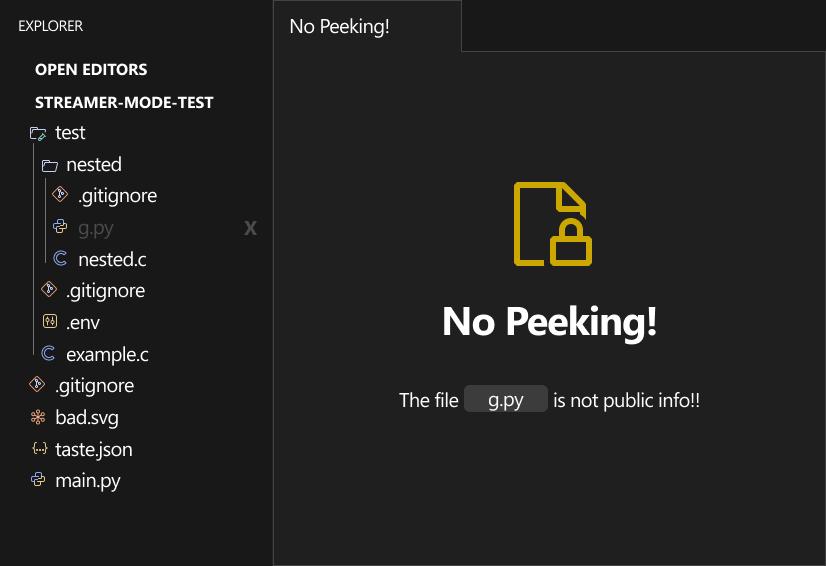 EXPLORER
OPEN EDITORS
STREAMER-MODE-TEST
test
nested
.gitignore
g.py X
nested.c
.gitignore
.env
example.c
.gitignore
bad.svg
taste.json
main.py
No Peeking!
No Peeking!
The file g.py is not public info!!